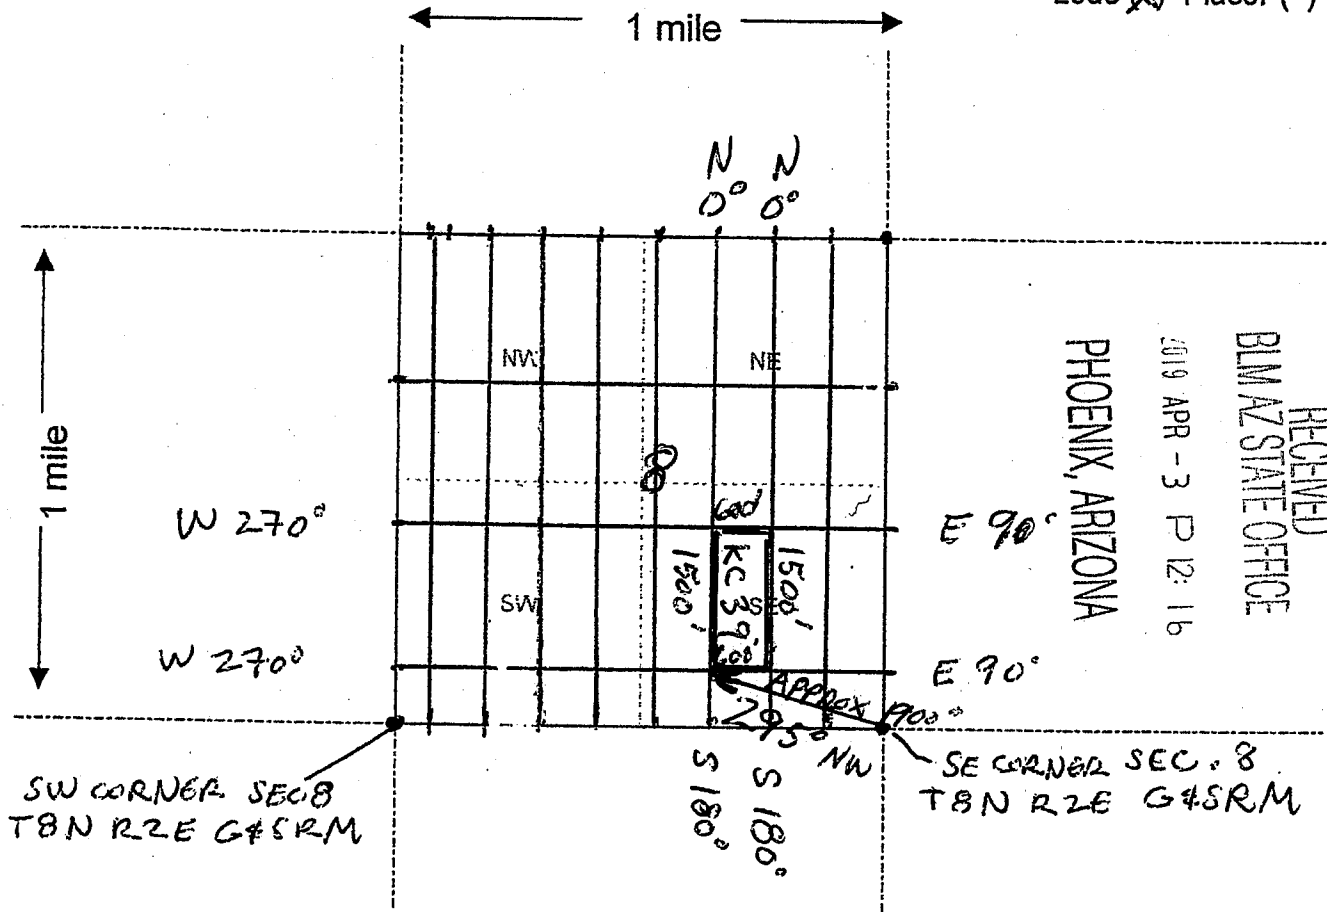 1 mile
N N
0° 0°
1 mile
NW
NE
8
W 270°
E 90°
600'
1500'
KC 39
1500'
SW
SE
W 270°
E 90°
APPROX 1900'
295° NW
S 180°
S 180°
SW CORNER SEC.8
T8N R2E G&SRM
SE CORNER SEC. 8
T8N R2E G&SRM
RECEIVED
BLM AZ STATE OFFICE
2019 APR -3 P 12: 16
PHOENIX, ARIZONA